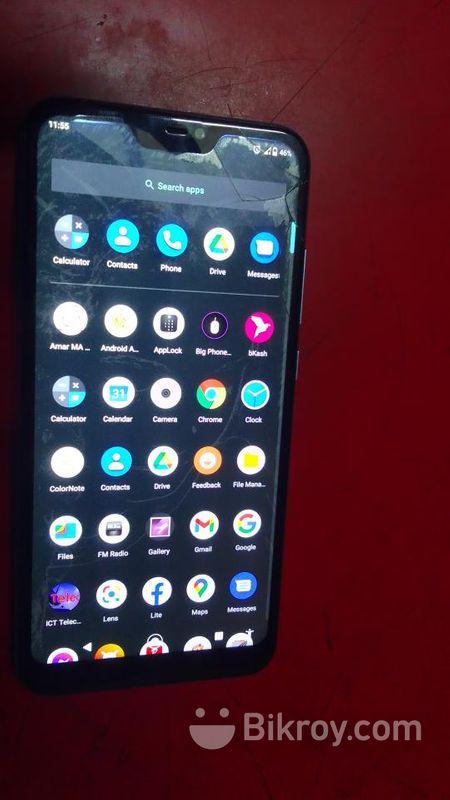 11:55
46%
Search apps
Calculator Contacts Phone Drive Messages
Amar MA ... Android A... AppLock Big Phone... bKash
Calculator 31 Calendar Camera Chrome Clock
ColorNote Contacts Drive Feedback File Mana...
Files FM Radio Gallery Gmail Google
Telec
ICT Telec... Lens Lite Maps Messages
Bikroy.com